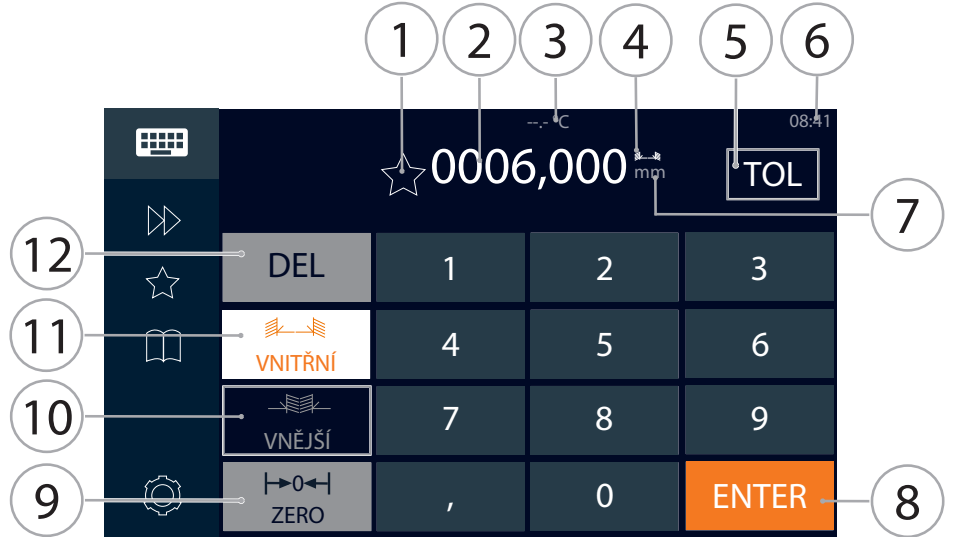 1 2 3 4 5 6
--.- °C 08:41
0006,000 mm TOL
7
12 DEL 1 2 3
11 VNITŘNÍ 4 5 6
10 VNĚJŠÍ 7 8 9
9 0 ZERO , 0 ENTER 8